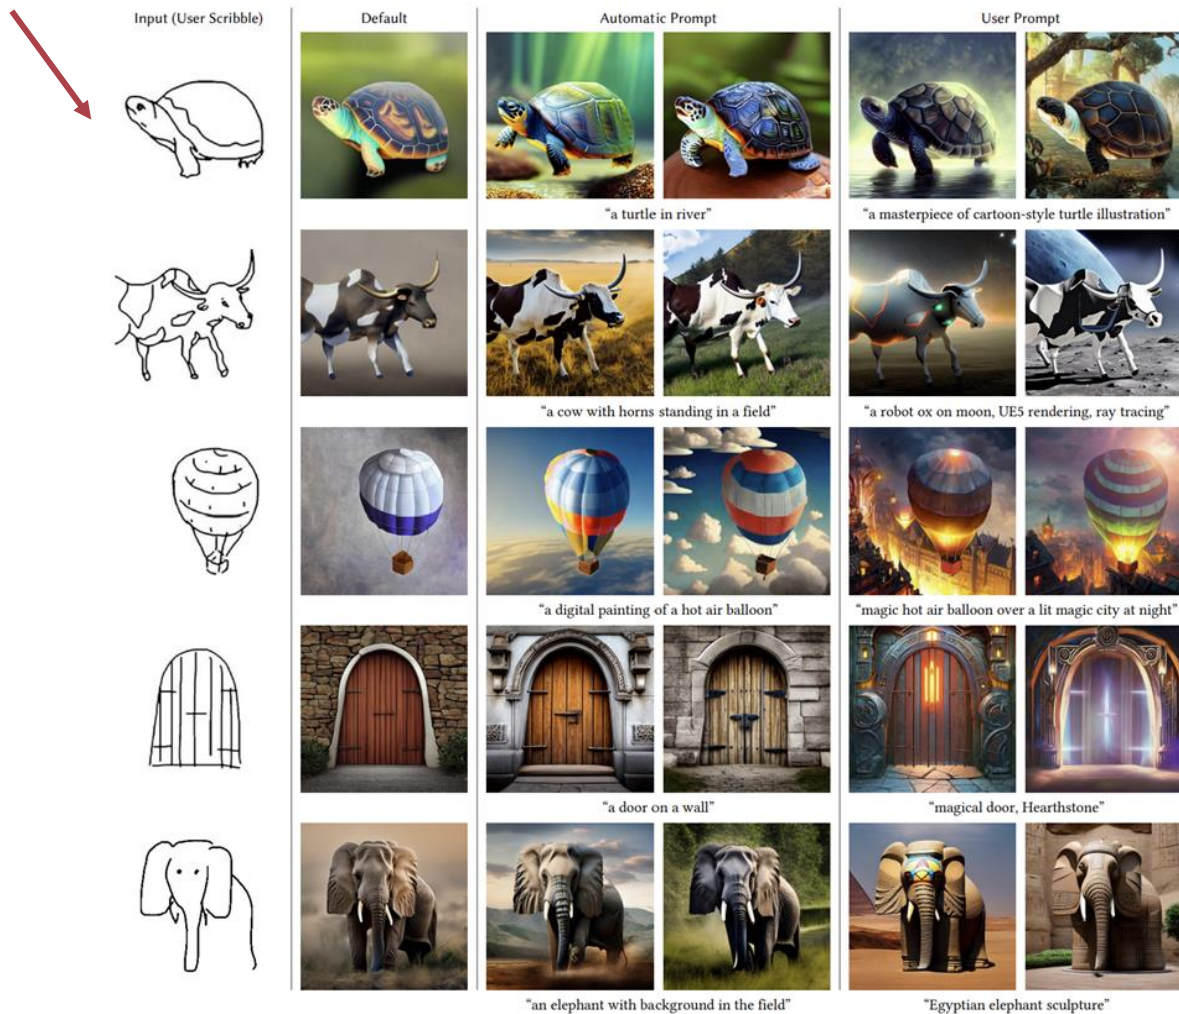 Input (User Scribble)
Default
Automatic Prompt
User Prompt
“a turtle in river”
“a masterpiece of cartoon-style turtle illustration”
“a cow with horns standing in a field”
“a robot ox on moon, UE5 rendering, ray tracing”
“a digital painting of a hot air balloon”
“magic hot air balloon over a lit magic city at night”
“a door on a wall”
“magical door, Hearthstone”
“an elephant with background in the field”
“Egyptian elephant sculpture”